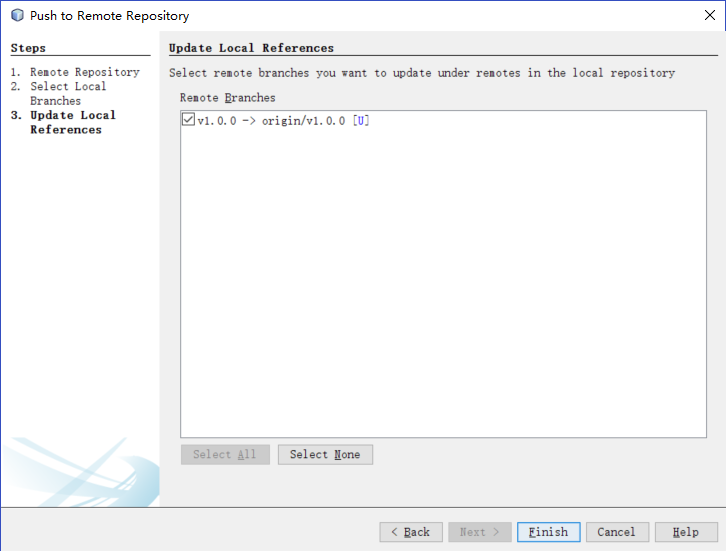 Push to Remote Repository
Steps
1. Remote Repository
2. Select Local
Branches
3. Update Local
References
Update Local References
Select remote branches you want to update under remotes in the local repository
Remote Branches
v1.0.0 -> origin/v1.0.0 [U]
Select All
Select None
< Back
Next >
Finish
Cancel
Help